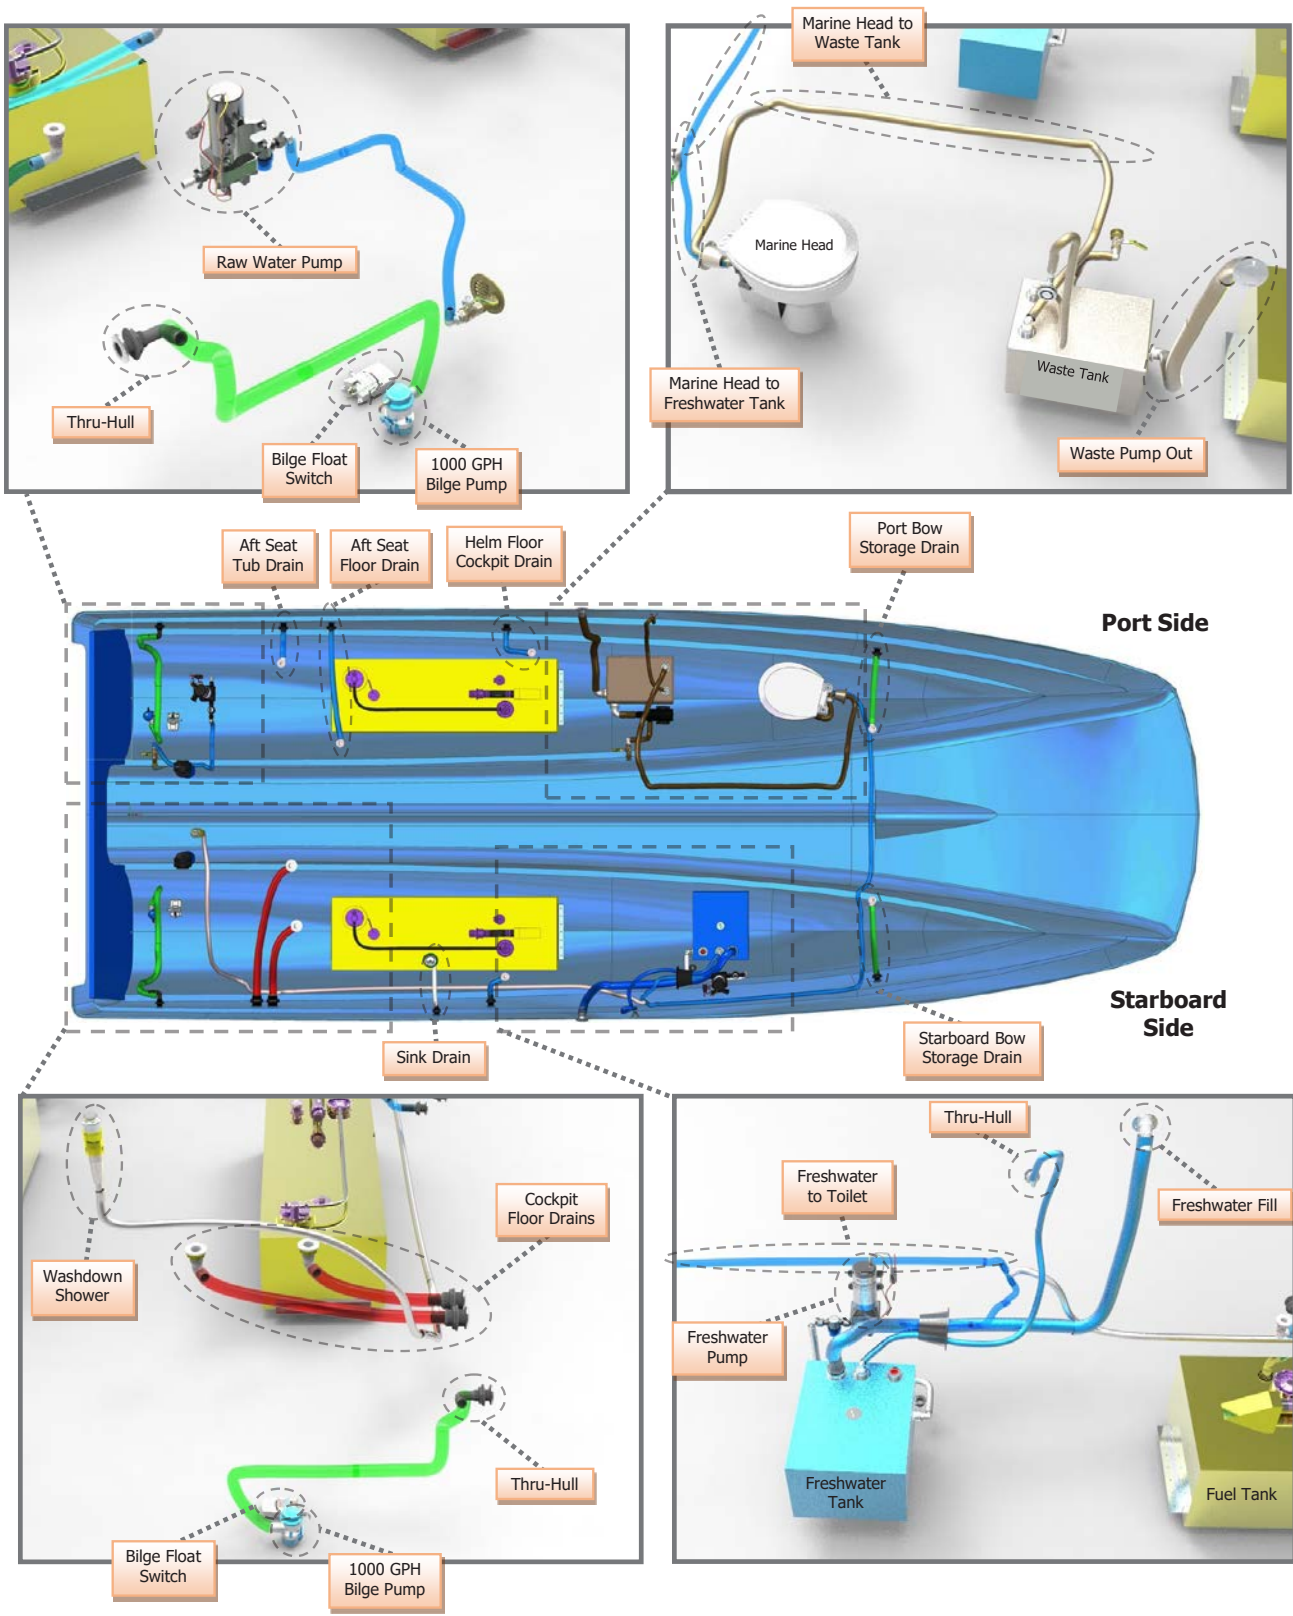 Marine Head to
Waste Tank
Raw Water Pump
Marine Head
Thru-Hull
Bilge Float
Switch
1000 GPH
Bilge Pump
Marine Head to
Freshwater Tank
Waste Tank
Waste Pump Out
Aft Seat
Tub Drain
Aft Seat
Floor Drain
Helm Floor
Cockpit Drain
Port Bow
Storage Drain
Port Side
Starboard
Side
Sink Drain
Starboard Bow
Storage Drain
Washdown
Shower
Cockpit
Floor Drains
Thru-Hull
Bilge Float
Switch
1000 GPH
Bilge Pump
Thru-Hull
Freshwater
to Toilet
Freshwater Fill
Freshwater
Pump
Freshwater
Tank
Fuel Tank